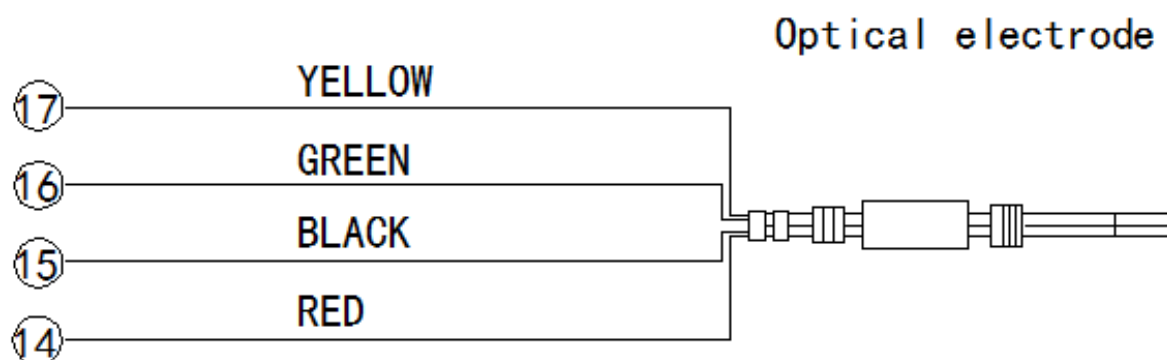 Optical electrode
17 YELLOW
16 GREEN
15 BLACK
14 RED